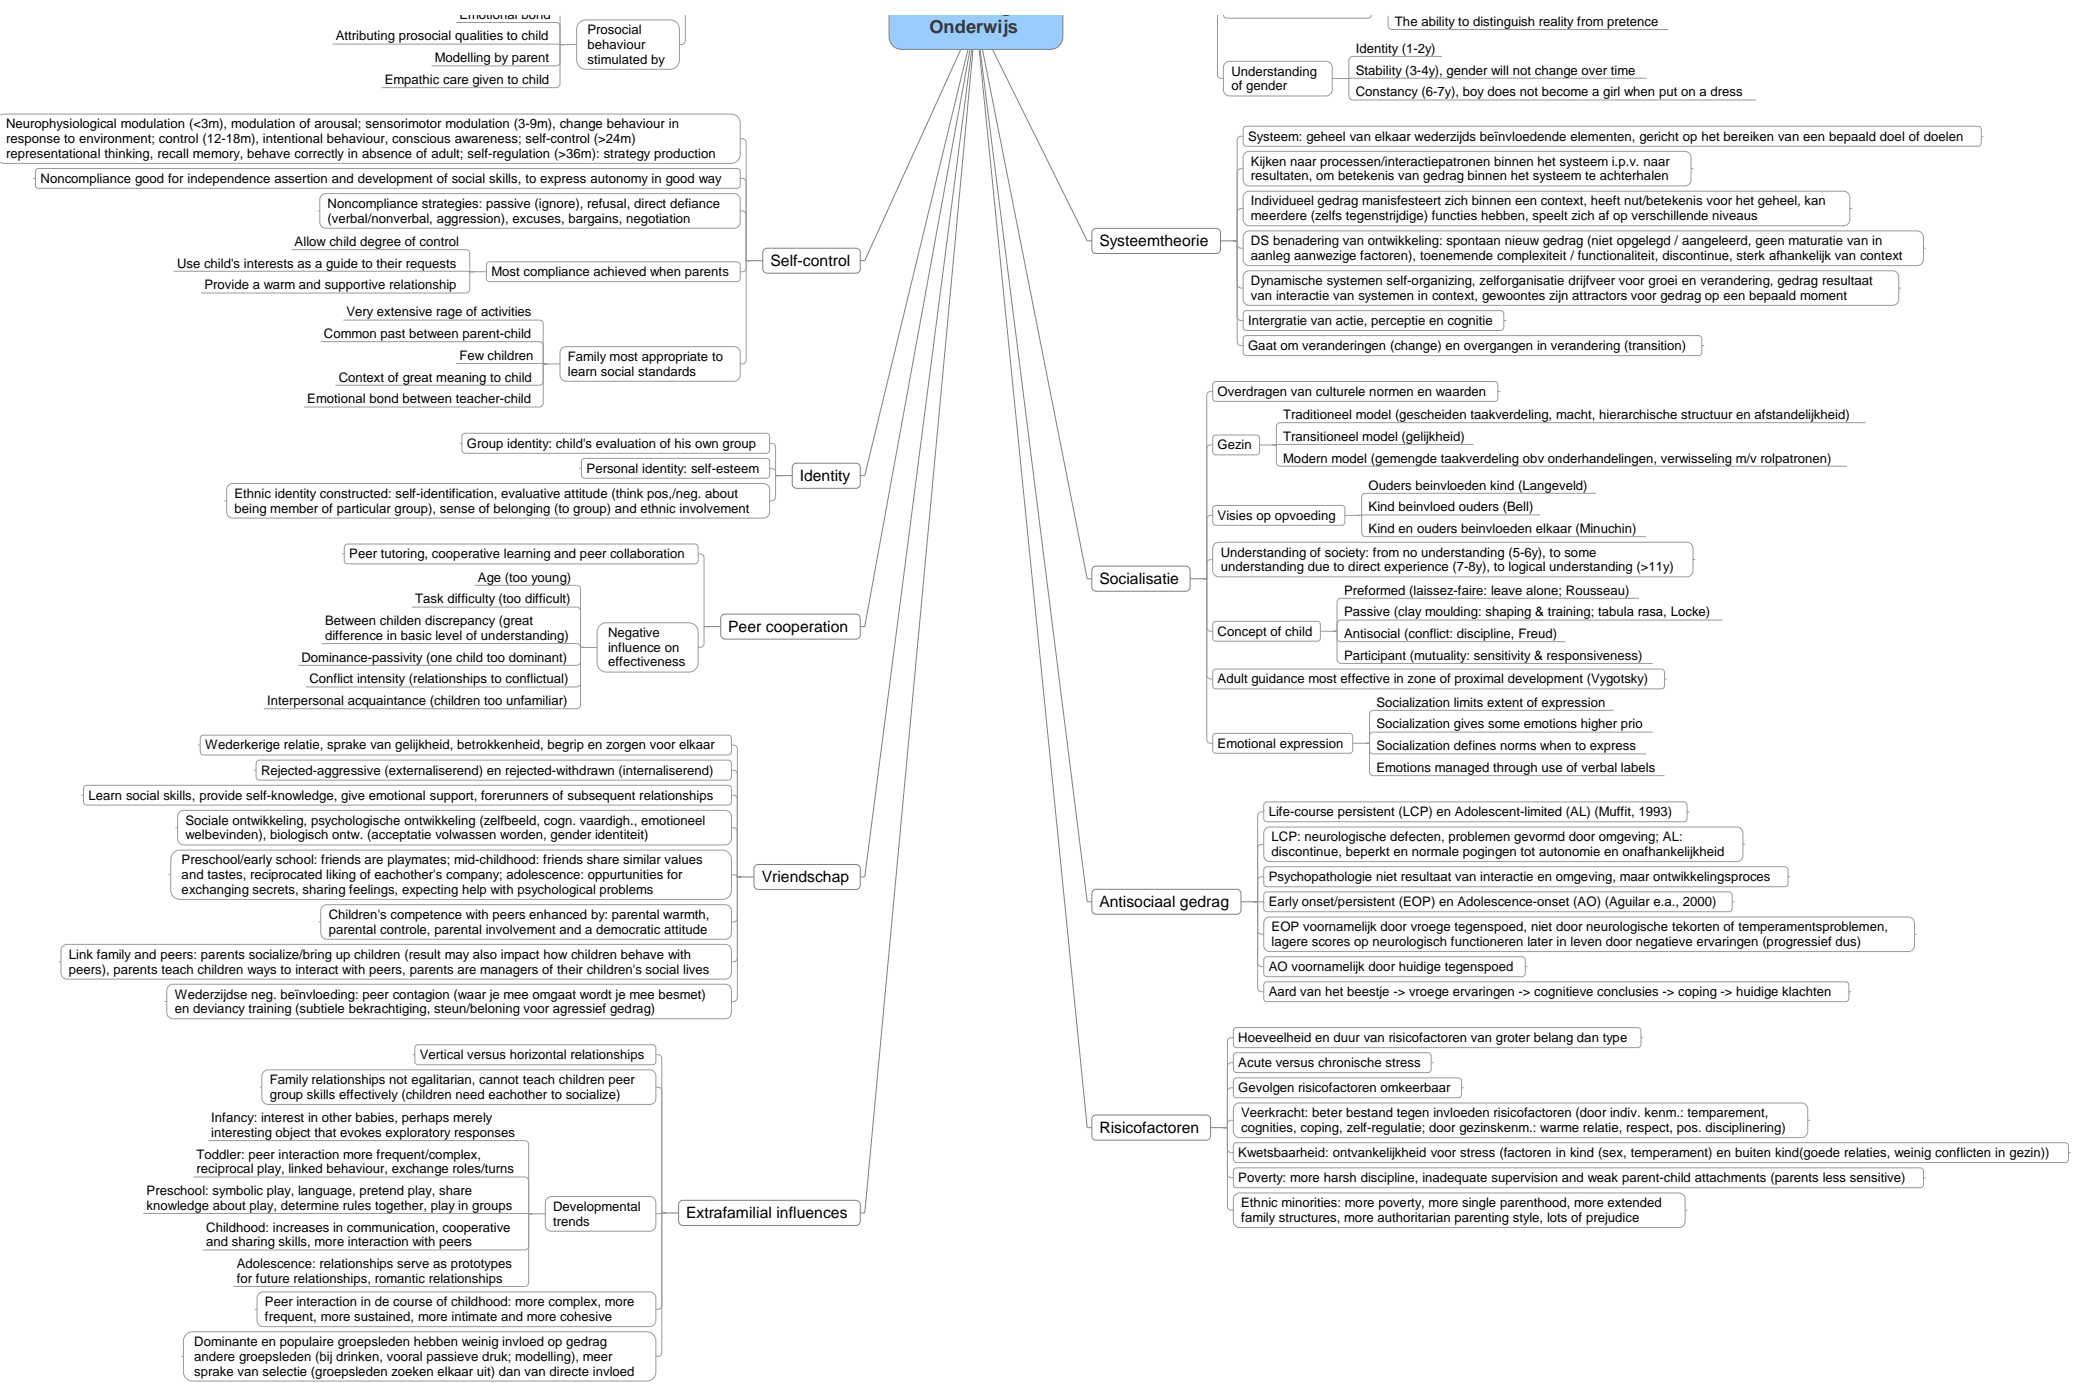 Onderwijs
Emotional bond
Attributing prosocial qualities to child
Modelling by parent
Empathic care given to child
Prosocial
behaviour
stimulated by
Neurophysiological modulation (<3m), modulation of arousal; sensorimotor modulation (3-9m), change behaviour in
response to environment; control (12-18m), intentional behaviour, conscious awareness; self-control (>24m)
representational thinking, recall memory, behave correctly in absence of adult; self-regulation (>36m): strategy production
Noncompliance good for independence assertion and development of social skills, to express autonomy in good way
Noncompliance strategies: passive (ignore), refusal, direct defiance
(verbal/nonverbal, aggression), excuses, bargains, negotiation
Allow child degree of control
Use child's interests as a guide to their requests
Provide a warm and supportive relationship
Most compliance achieved when parents
Self-control
Very extensive rage of activities
Common past between parent-child
Few children
Context of great meaning to child
Emotional bond between teacher-child
Family most appropriate to
learn social standards
Group identity: child's evaluation of his own group
Personal identity: self-esteem
Ethnic identity constructed: self-identification, evaluative attitude (think pos,/neg. about
being member of particular group), sense of belonging (to group) and ethnic involvement
Identity
Peer tutoring, cooperative learning and peer collaboration
Age (too young)
Task difficulty (too difficult)
Between childen discrepancy (great
difference in basic level of understanding)
Dominance-passivity (one child too dominant)
Conflict intensity (relationships to conflictual)
Interpersonal acquaintance (children too unfamiliar)
Negative
influence on
effectiveness
Peer cooperation
Wederkerige relatie, sprake van gelijkheid, betrokkenheid, begrip en zorgen voor elkaar
Rejected-aggressive (externaliserend) en rejected-withdrawn (internaliserend)
Learn social skills, provide self-knowledge, give emotional support, forerunners of subsequent relationships
Sociale ontwikkeling, psychologische ontwikkeling (zelfbeeld, cogn. vaardigh., emotioneel
welbevinden), biologisch ontw. (acceptatie volwassen worden, gender identiteit)
Preschool/early school: friends are playmates; mid-childhood: friends share similar values
and tastes, reciprocated liking of eachother's company; adolescence: oppurtunities for
exchanging secrets, sharing feelings, expecting help with psychological problems
Children's competence with peers enhanced by: parental warmth,
parental controle, parental involvement and a democratic attitude
Link family and peers: parents socialize/bring up children (result may also impact how children behave with
peers), parents teach children ways to interact with peers, parents are managers of their children's social lives
Wederzijdse neg. beïnvloeding: peer contagion (waar je mee omgaat wordt je mee besmet)
en deviancy training (subtiele bekrachtiging, steun/beloning voor agressief gedrag)
Vriendschap
Vertical versus horizontal relationships
Family relationships not egalitarian, cannot teach children peer
group skills effectively (children need eachother to socialize)
Infancy: interest in other babies, perhaps merely
interesting object that evokes exploratory responses
Toddler: peer interaction more frequent/complex,
reciprocal play, linked behaviour, exchange roles/turns
Preschool: symbolic play, language, pretend play, share
knowledge about play, determine rules together, play in groups
Childhood: increases in communication, cooperative
and sharing skills, more interaction with peers
Adolescence: relationships serve as prototypes
for future relationships, romantic relationships
Developmental
trends
Extrafamilial influences
Peer interaction in de course of childhood: more complex, more
frequent, more sustained, more intimate and more cohesive
Dominante en populaire groepsleden hebben weinig invloed op gedrag
andere groepsleden (bij drinken, vooral passieve druk; modelling), meer
sprake van selectie (groepsleden zoeken elkaar uit) dan van directe invloed
The ability to distinguish reality from pretence
Understanding
of gender
Identity (1-2y)
Stability (3-4y), gender will not change over time
Constancy (6-7y), boy does not become a girl when put on a dress
Systeemtheorie
Systeem: geheel van elkaar wederzijds beïnvloedende elementen, gericht op het bereiken van een bepaald doel of doelen
Kijken naar processen/interactiepatronen binnen het systeem i.p.v. naar
resultaten, om betekenis van gedrag binnen het systeem te achterhalen
Individueel gedrag manisfesteert zich binnen een context, heeft nut/betekenis voor het geheel, kan
meerdere (zelfs tegenstrijdige) functies hebben, speelt zich af op verschillende niveaus
DS benadering van ontwikkeling: spontaan nieuw gedrag (niet opgelegd / aangeleerd, geen maturatie van in
aanleg aanwezige factoren), toenemende complexiteit / functionaliteit, discontinue, sterk afhankelijk van context
Dynamische systemen self-organizing, zelforganisatie drijfveer voor groei en verandering, gedrag resultaat
van interactie van systemen in context, gewoontes zijn attractors voor gedrag op een bepaald moment
Intergratie van actie, perceptie en cognitie
Gaat om veranderingen (change) en overgangen in verandering (transition)
Socialisatie
Overdragen van culturele normen en waarden
Gezin
Traditioneel model (gescheiden taakverdeling, macht, hierarchische structuur en afstandelijkheid)
Transitioneel model (gelijkheid)
Modern model (gemengde taakverdeling obv onderhandelingen, verwisseling m/v rolpatronen)
Visies op opvoeding
Ouders beinvloeden kind (Langeveld)
Kind beinvloed ouders (Bell)
Kind en ouders beinvloeden elkaar (Minuchin)
Understanding of society: from no understanding (5-6y), to some
understanding due to direct experience (7-8y), to logical understanding (>11y)
Concept of child
Preformed (laissez-faire: leave alone; Rousseau)
Passive (clay moulding: shaping & training; tabula rasa, Locke)
Antisocial (conflict: discipline, Freud)
Participant (mutuality: sensitivity & responsiveness)
Adult guidance most effective in zone of proximal development (Vygotsky)
Emotional expression
Socialization limits extent of expression
Socialization gives some emotions higher prio
Socialization defines norms when to express
Emotions managed through use of verbal labels
Antisociaal gedrag
Life-course persistent (LCP) en Adolescent-limited (AL) (Muffit, 1993)
LCP: neurologische defecten, problemen gevormd door omgeving; AL:
discontinue, beperkt en normale pogingen tot autonomie en onafhankelijkheid
Psychopathologie niet resultaat van interactie en omgeving, maar ontwikkelingsproces
Early onset/persistent (EOP) en Adolescence-onset (AO) (Aguilar e.a., 2000)
EOP voornamelijk door vroege tegenspoed, niet door neurologische tekorten of temperamentsproblemen,
lagere scores op neurologisch functioneren later in leven door negatieve ervaringen (progressief dus)
AO voornamelijk door huidige tegenspoed
Aard van het beestje -> vroege ervaringen -> cognitieve conclusies -> coping -> huidige klachten
Risicofactoren
Hoeveelheid en duur van risicofactoren van groter belang dan type
Acute versus chronische stress
Gevolgen risicofactoren omkeerbaar
Veerkracht: beter bestand tegen invloeden risicofactoren (door indiv. kenm.: temparement,
cognities, coping, zelf-regulatie; door gezinskenm.: warme relatie, respect, pos. disciplinering)
Kwetsbaarheid: ontvankelijkheid voor stress (factoren in kind (sex, temperament) en buiten kind(goede relaties, weinig conflicten in gezin))
Poverty: more harsh discipline, inadequate supervision and weak parent-child attachments (parents less sensitive)
Ethnic minorities: more poverty, more single parenthood, more extended
family structures, more authoritarian parenting style, lots of prejudice